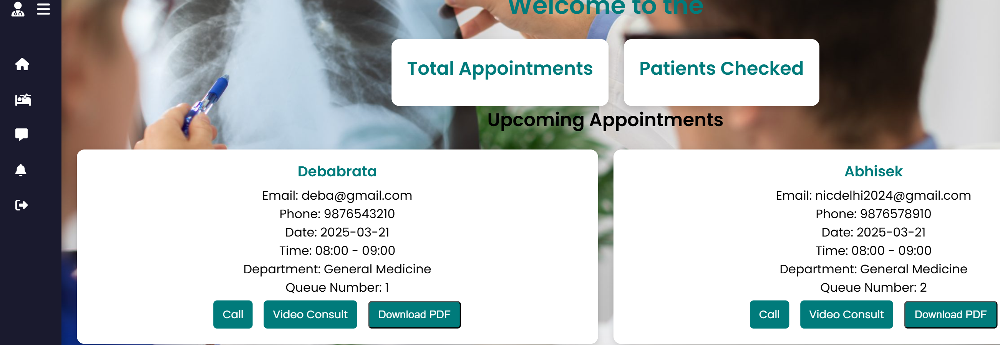 Welcome to the
Total Appointments
Patients Checked
Upcoming Appointments
Debabrata
Email: deba@gmail.com
Phone: 9876543210
Date: 2025-03-21
Time: 08:00 - 09:00
Department: General Medicine
Queue Number: 1
Call
Video Consult
Download PDF
Abhisek
Email: nicdelhi2024@gmail.com
Phone: 9876578910
Date: 2025-03-21
Time: 08:00 - 09:00
Department: General Medicine
Queue Number: 2
Call
Video Consult
Download PDF